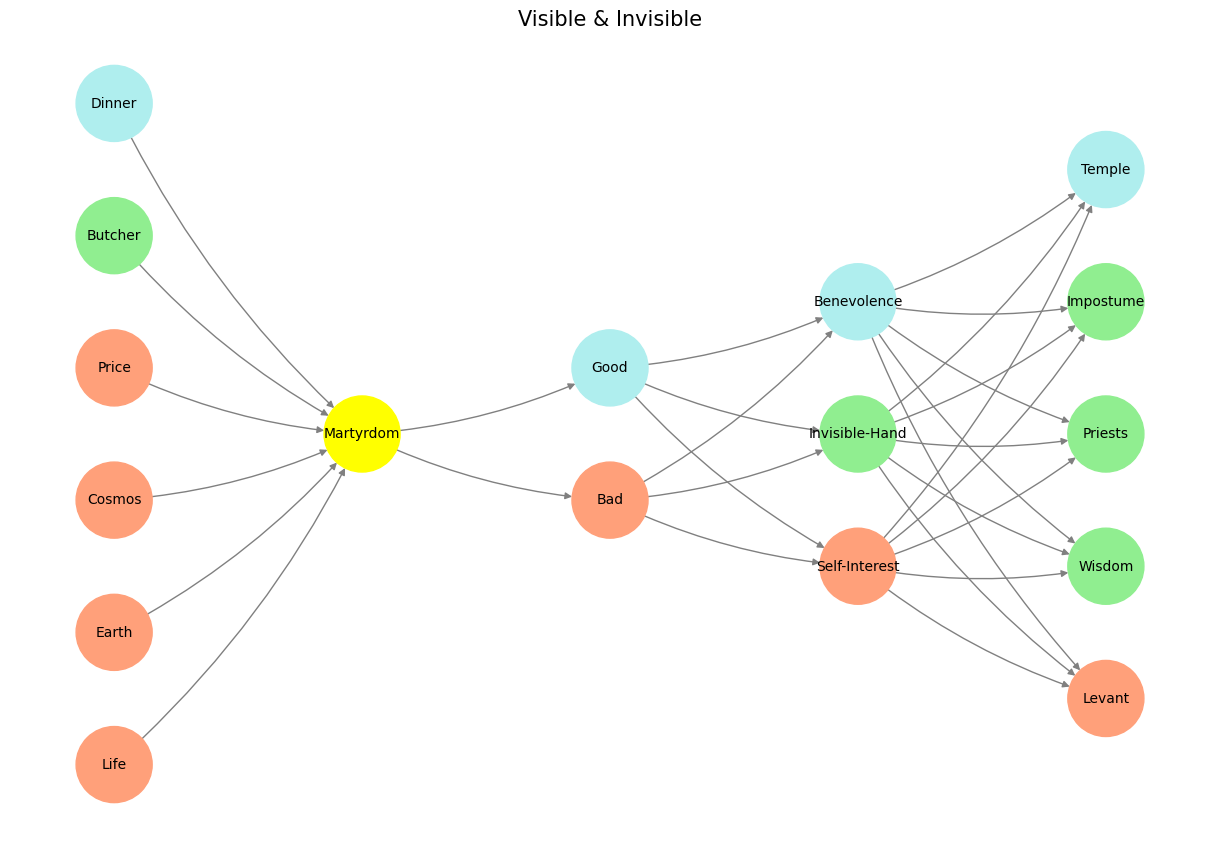 Visible & Invisible
Dinner
Butcher
Price
Cosmos
Earth
Life
Martyrdom
Good
Bad
Benevolence
Invisible-Hand
Self-Interest
Temple
Impostume
Priests
Wisdom
Levant